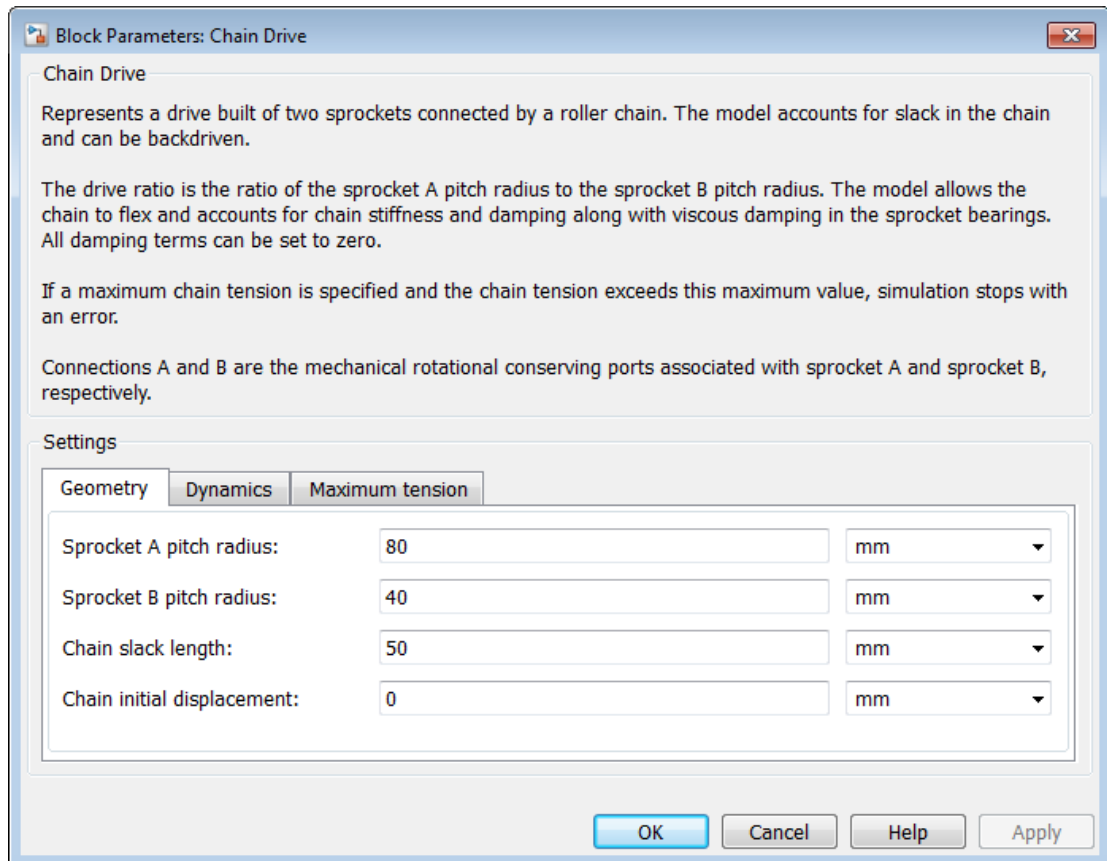 Block Parameters: Chain Drive
Chain Drive
Represents a drive built of two sprockets connected by a roller chain. The model accounts for slack in the chain
and can be backdriven.
The drive ratio is the ratio of the sprocket A pitch radius to the sprocket B pitch radius. The model allows the
chain to flex and accounts for chain stiffness and damping along with viscous damping in the sprocket bearings.
All damping terms can be set to zero.
If a maximum chain tension is specified and the chain tension exceeds this maximum value, simulation stops with
an error.
Connections A and B are the mechanical rotational conserving ports associated with sprocket A and sprocket B,
respectively.
Settings
Geometry Dynamics Maximum tension
Sprocket A pitch radius: 80 mm
Sprocket B pitch radius: 40 mm
Chain slack length: 50 mm
Chain initial displacement: 0 mm
OK Cancel Help Apply